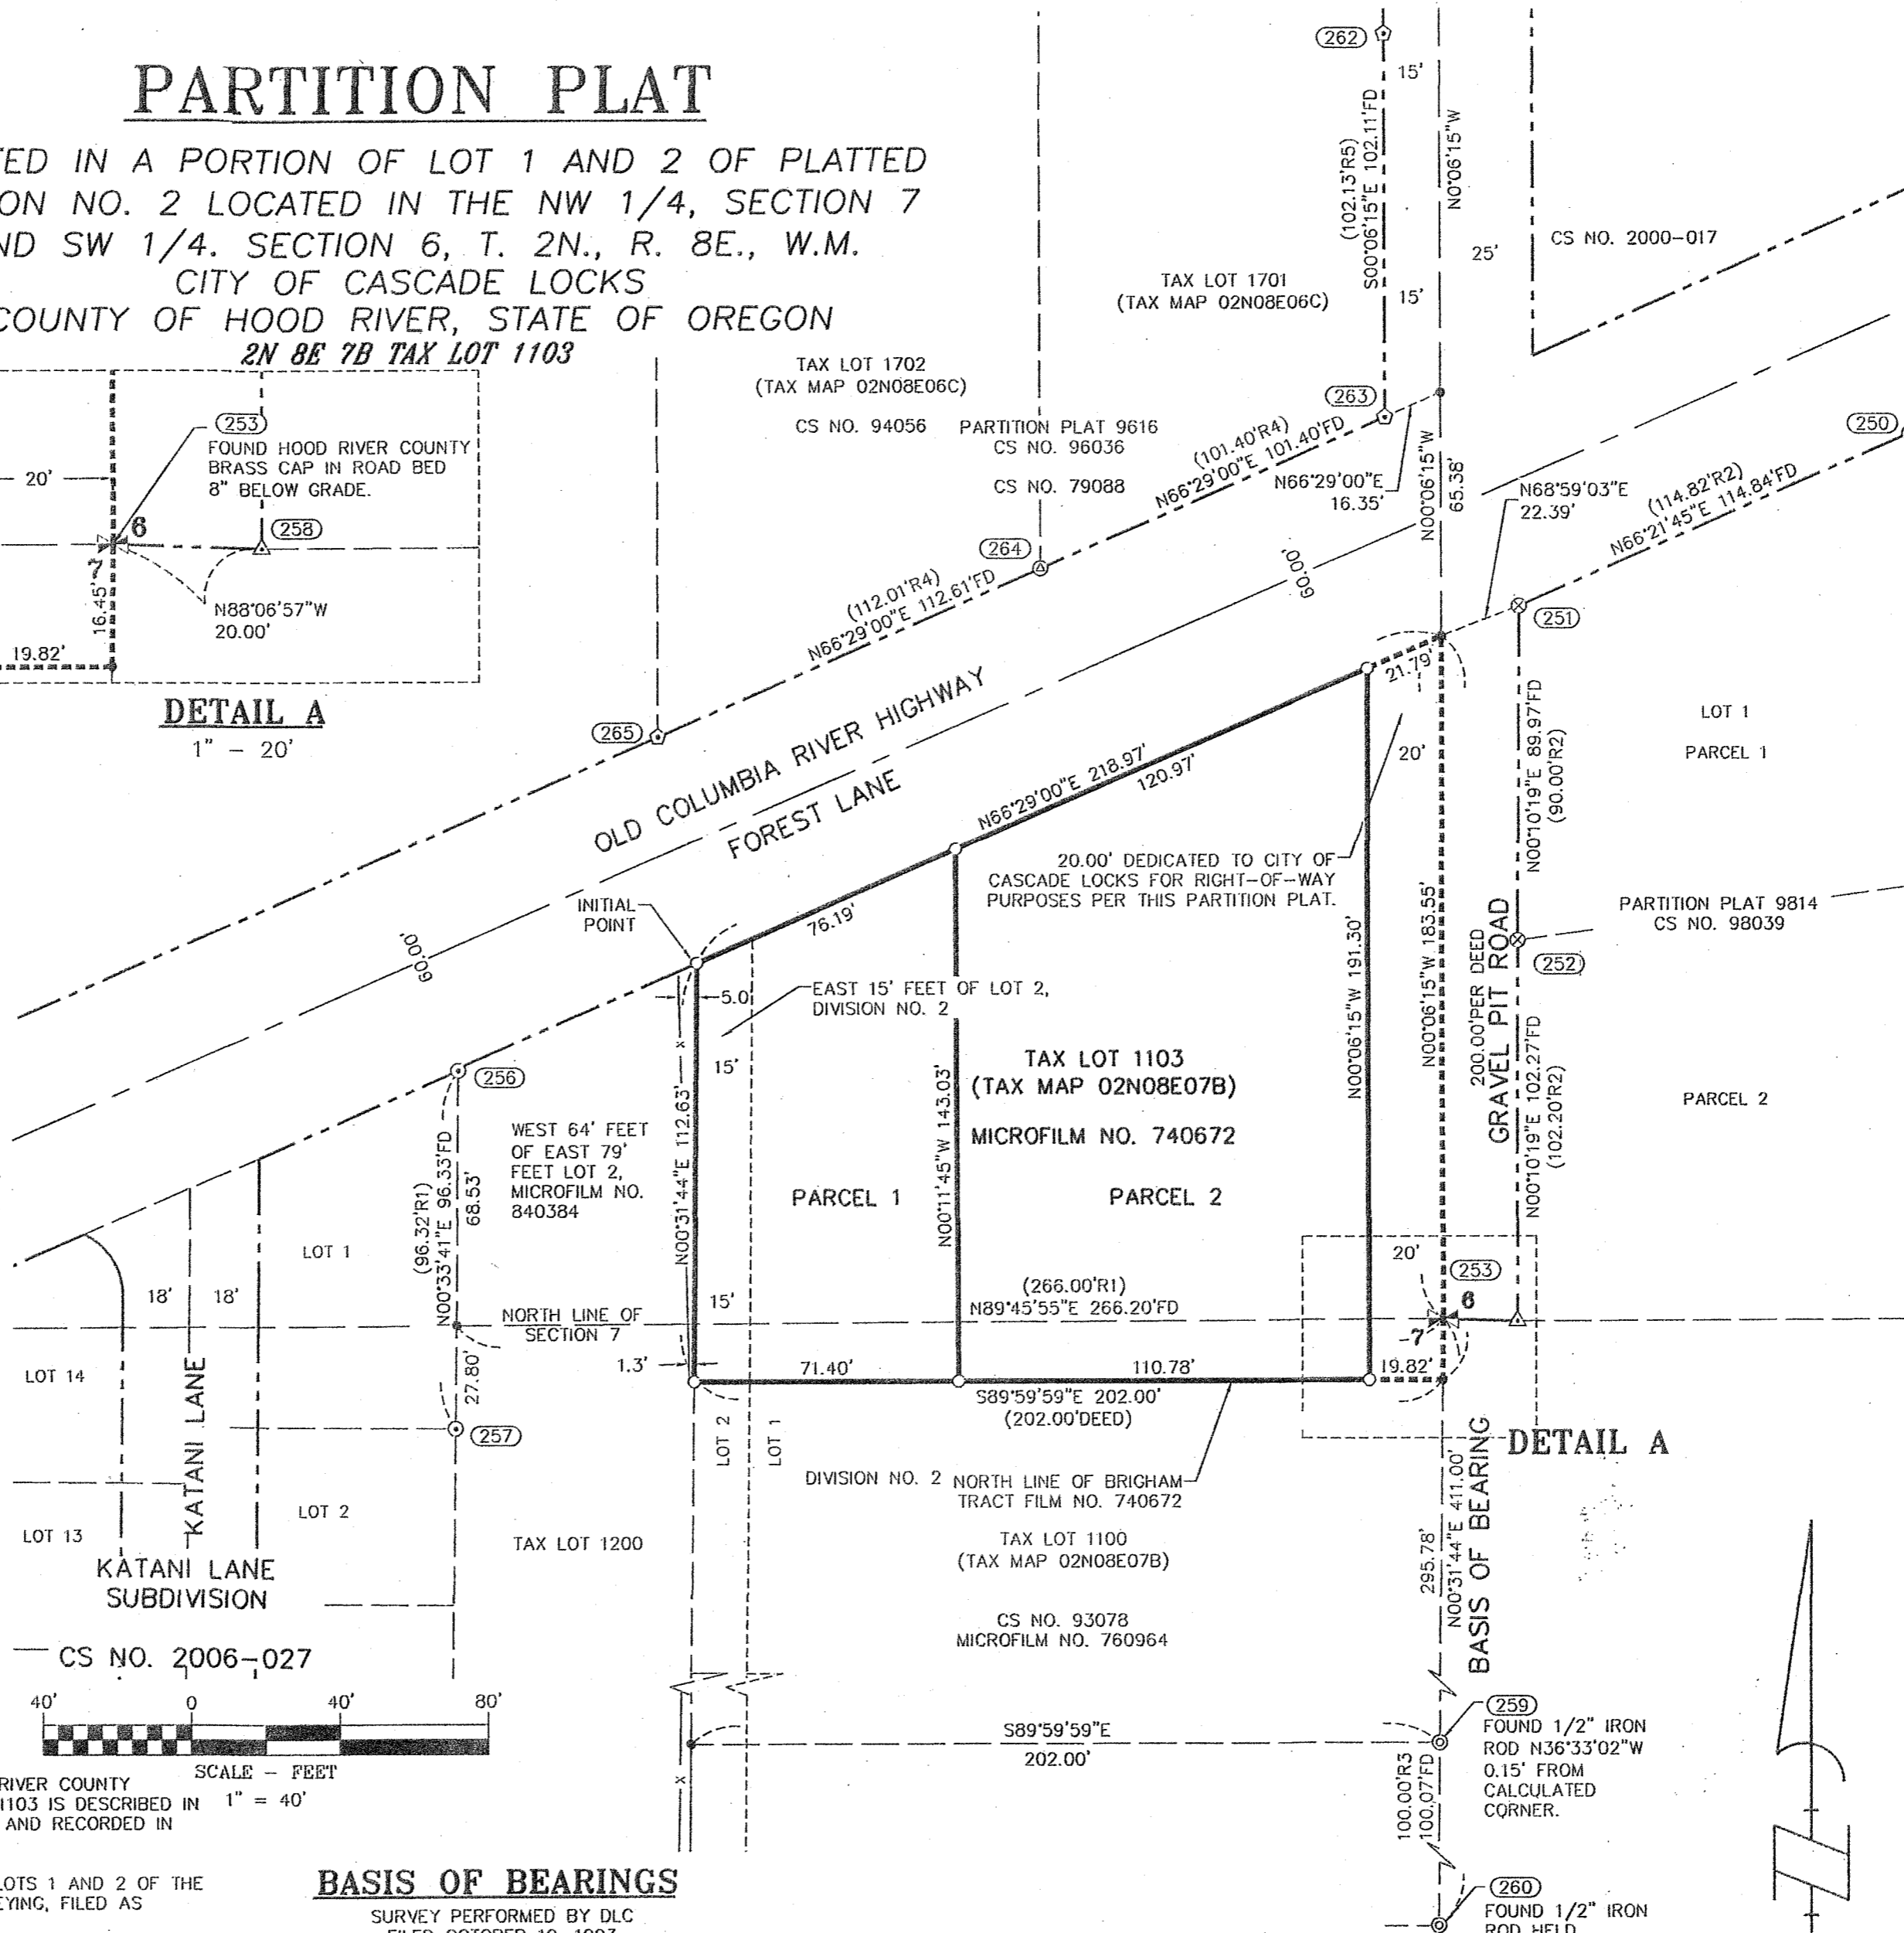 PARTITION PLAT
TED IN A PORTION OF LOT 1 AND 2 OF PLATTED
ON NO. 2 LOCATED IN THE NW 1/4, SECTION 7
ND SW 1/4. SECTION 6, T. 2N., R. 8E., W.M.
CITY OF CASCADE LOCKS
COUNTY OF HOOD RIVER, STATE OF OREGON
2N 8E 7B TAX LOT 1103
253
FOUND HOOD RIVER COUNTY
BRASS CAP IN ROAD BED
8" BELOW GRADE.
20'
6
7
258
16.45'
N88°06'57"W
20.00'
19.82'
DETAIL A
1" - 20'
262
15'
(102.13'R5)
S00°06'15"E 102.11'FD
N0°06'15"W
25'
15'
CS NO. 2000-017
TAX LOT 1701
(TAX MAP 02N08E06C)
TAX LOT 1702
(TAX MAP 02N08E06C)
CS NO. 94056
PARTITION PLAT 9616
CS NO. 96036
CS NO. 79088
263
(101.40'R4)
N66°29'00"E 101.40'FD
N66°29'00"E
16.35'
N00°06'15"W
65.38'
250
N68°59'03"E
22.39'
(114.82'R2)
N66°21'45"E 114.84'FD
264
(112.01'R4)
N66°29'00"E 112.61'FD
60.00'
251
265
21.79'
OLD COLUMBIA RIVER HIGHWAY
FOREST LANE
N66°29'00"E 218.97'
120.97'
20'
N00°10'19"E 89.97'FD
(90.00'R2)
LOT 1
PARCEL 1
20.00' DEDICATED TO CITY OF
CASCADE LOCKS FOR RIGHT-OF-WAY
PURPOSES PER THIS PARTITION PLAT.
INITIAL
POINT
76.19'
60.00'
PARTITION PLAT 9814
CS NO. 98039
252
5.0
EAST 15' FEET OF LOT 2,
DIVISION NO. 2
15'
N00°06'15"W 191.30'
N00°06'15"W 183.55'
200.00'PER DEED
GRAVEL PIT ROAD
N00°10'19"E 102.27'FD
(102.20'R2)
TAX LOT 1103
(TAX MAP 02N08E07B)
MICROFILM NO. 740672
256
WEST 64' FEET
OF EAST 79'
FEET LOT 2,
MICROFILM NO.
840384
(96.32'R1)
N00°33'41"E 96.33'FD
68.53'
x
N00°31'44"E 112.63'
N00°11'45"W 143.03'
PARCEL 1
PARCEL 2
PARCEL 2
LOT 1
18'
18'
15'
(266.00'R1)
N89°45'55"E 266.20'FD
20'
253
6
7
NORTH LINE OF
SECTION 7
1.3'
71.40'
110.78'
19.82'
S89°59'59"E 202.00'
(202.00'DEED)
LOT 14
KATANI LANE
27.80'
257
LOT 2
LOT 1
DETAIL A
DIVISION NO. 2
NORTH LINE OF BRIGHAM
TRACT FILM NO. 740672
TAX LOT 1100
(TAX MAP 02N08E07B)
CS NO. 93078
MICROFILM NO. 760964
LOT 13
LOT 2
TAX LOT 1200
KATANI LANE
SUBDIVISION
CS NO. 2006-027
295.78'
N00°31'44"E 411.00'
BASIS OF BEARING
40'
0
40'
80'
SCALE - FEET
1" = 40'
S89°59'59"E
202.00'
x
259
FOUND 1/2" IRON
ROD N36°33'02"W
0.15' FROM
CALCULATED
CORNER.
100.00'R3
100.07'FD
RIVER COUNTY
1103 IS DESCRIBED IN
AND RECORDED IN
LOTS 1 AND 2 OF THE
EYING, FILED AS
BASIS OF BEARINGS
SURVEY PERFORMED BY DLC
260
FOUND 1/2" IRON
ROD HELD